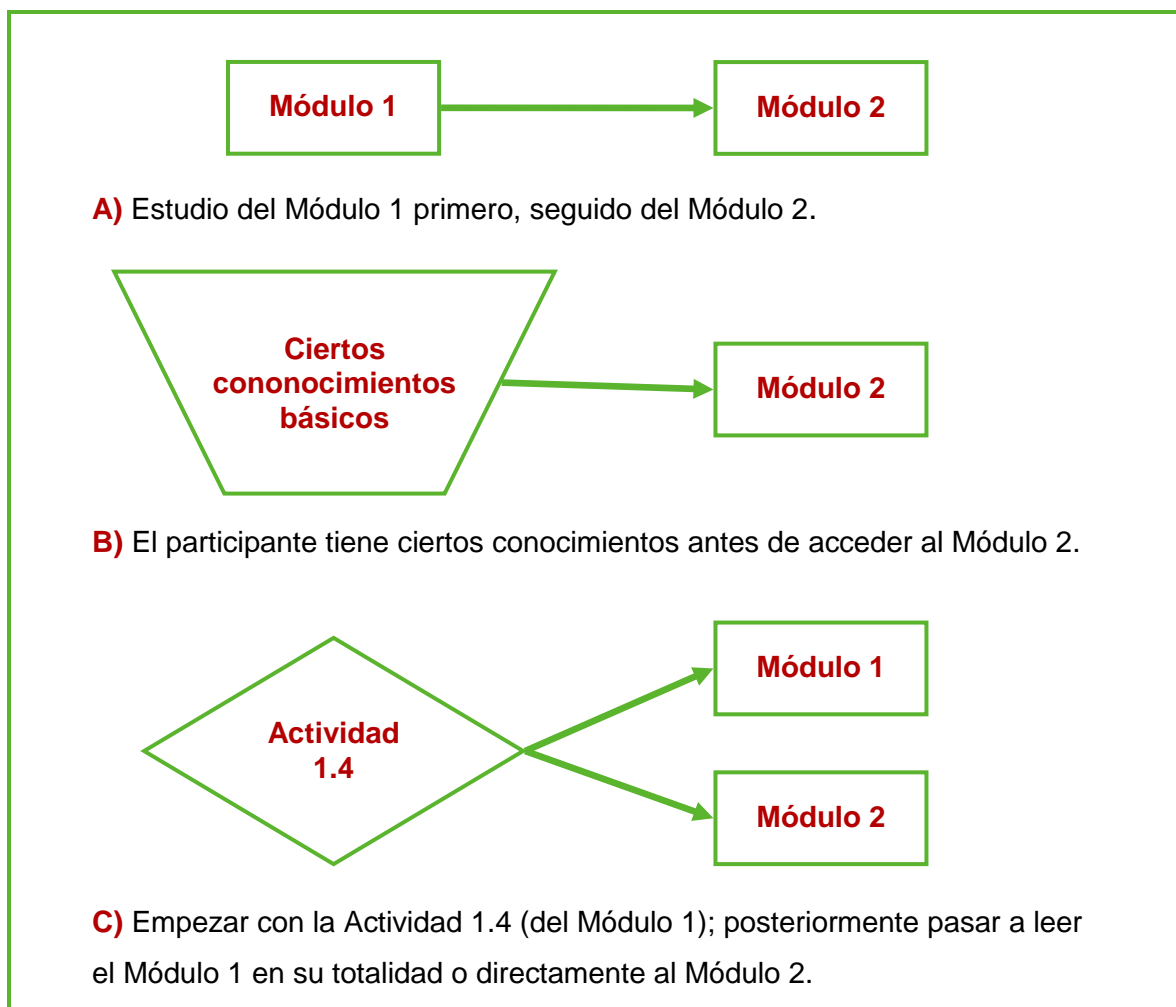 Módulo 1
Módulo 2
A) Estudio del Módulo 1 primero, seguido del Módulo 2.
Ciertos
cononocimientos
básicos
Módulo 2
B) El participante tiene ciertos conocimientos antes de acceder al Módulo 2.
Módulo 1
Actividad
1.4
Módulo 2
C) Empezar con la Actividad 1.4 (del Módulo 1); posteriormente pasar a leer
el Módulo 1 en su totalidad o directamente al Módulo 2.